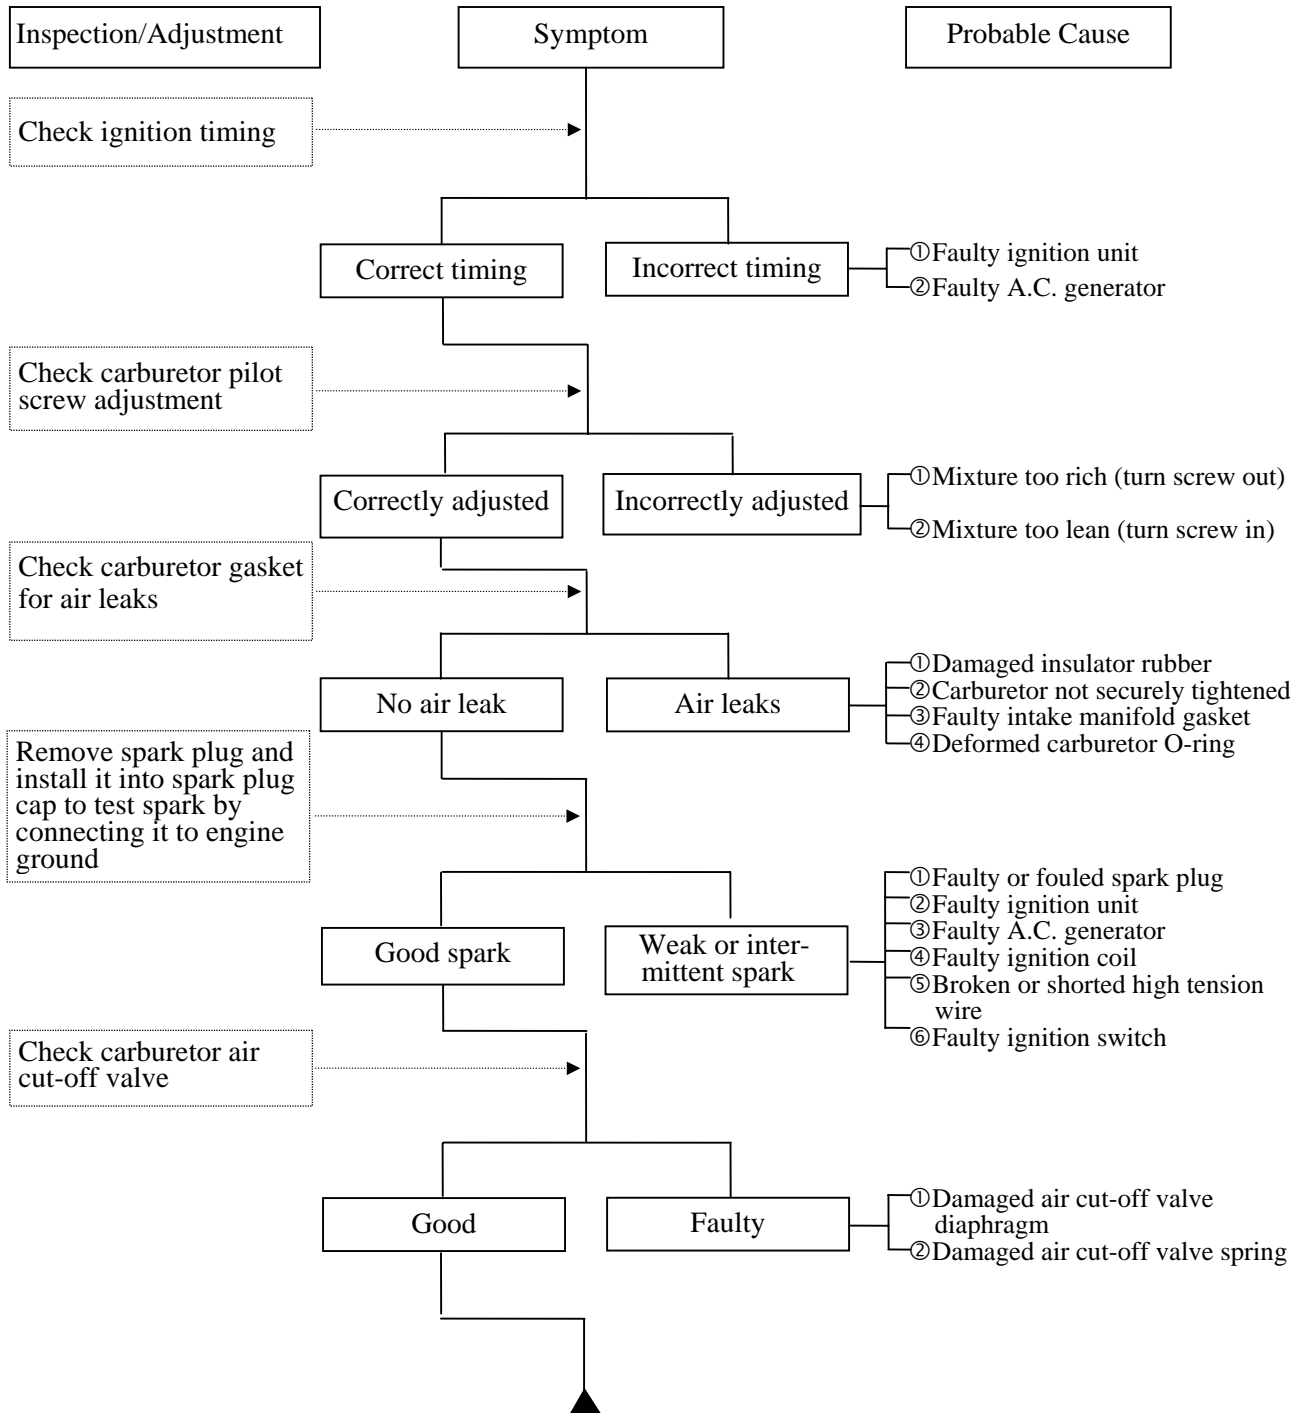 Inspection/Adjustment
Symptom
Probable Cause
Check ignition timing
Correct timing
Incorrect timing
①Faulty ignition unit
②Faulty A.C. generator
Check carburetor pilot
screw adjustment
Correctly adjusted
Incorrectly adjusted
①Mixture too rich (turn screw out)
②Mixture too lean (turn screw in)
Check carburetor gasket
for air leaks
No air leak
Air leaks
①Damaged insulator rubber
②Carburetor not securely tightened
③Faulty intake manifold gasket
④Deformed carburetor O-ring
Remove spark plug and
install it into spark plug
cap to test spark by
connecting it to engine
ground
Good spark
Weak or inter-
mittent spark
①Faulty or fouled spark plug
②Faulty ignition unit
③Faulty A.C. generator
④Faulty ignition coil
⑤Broken or shorted high tension
wire
⑥Faulty ignition switch
Check carburetor air
cut-off valve
Good
Faulty
①Damaged air cut-off valve
diaphragm
②Damaged air cut-off valve spring